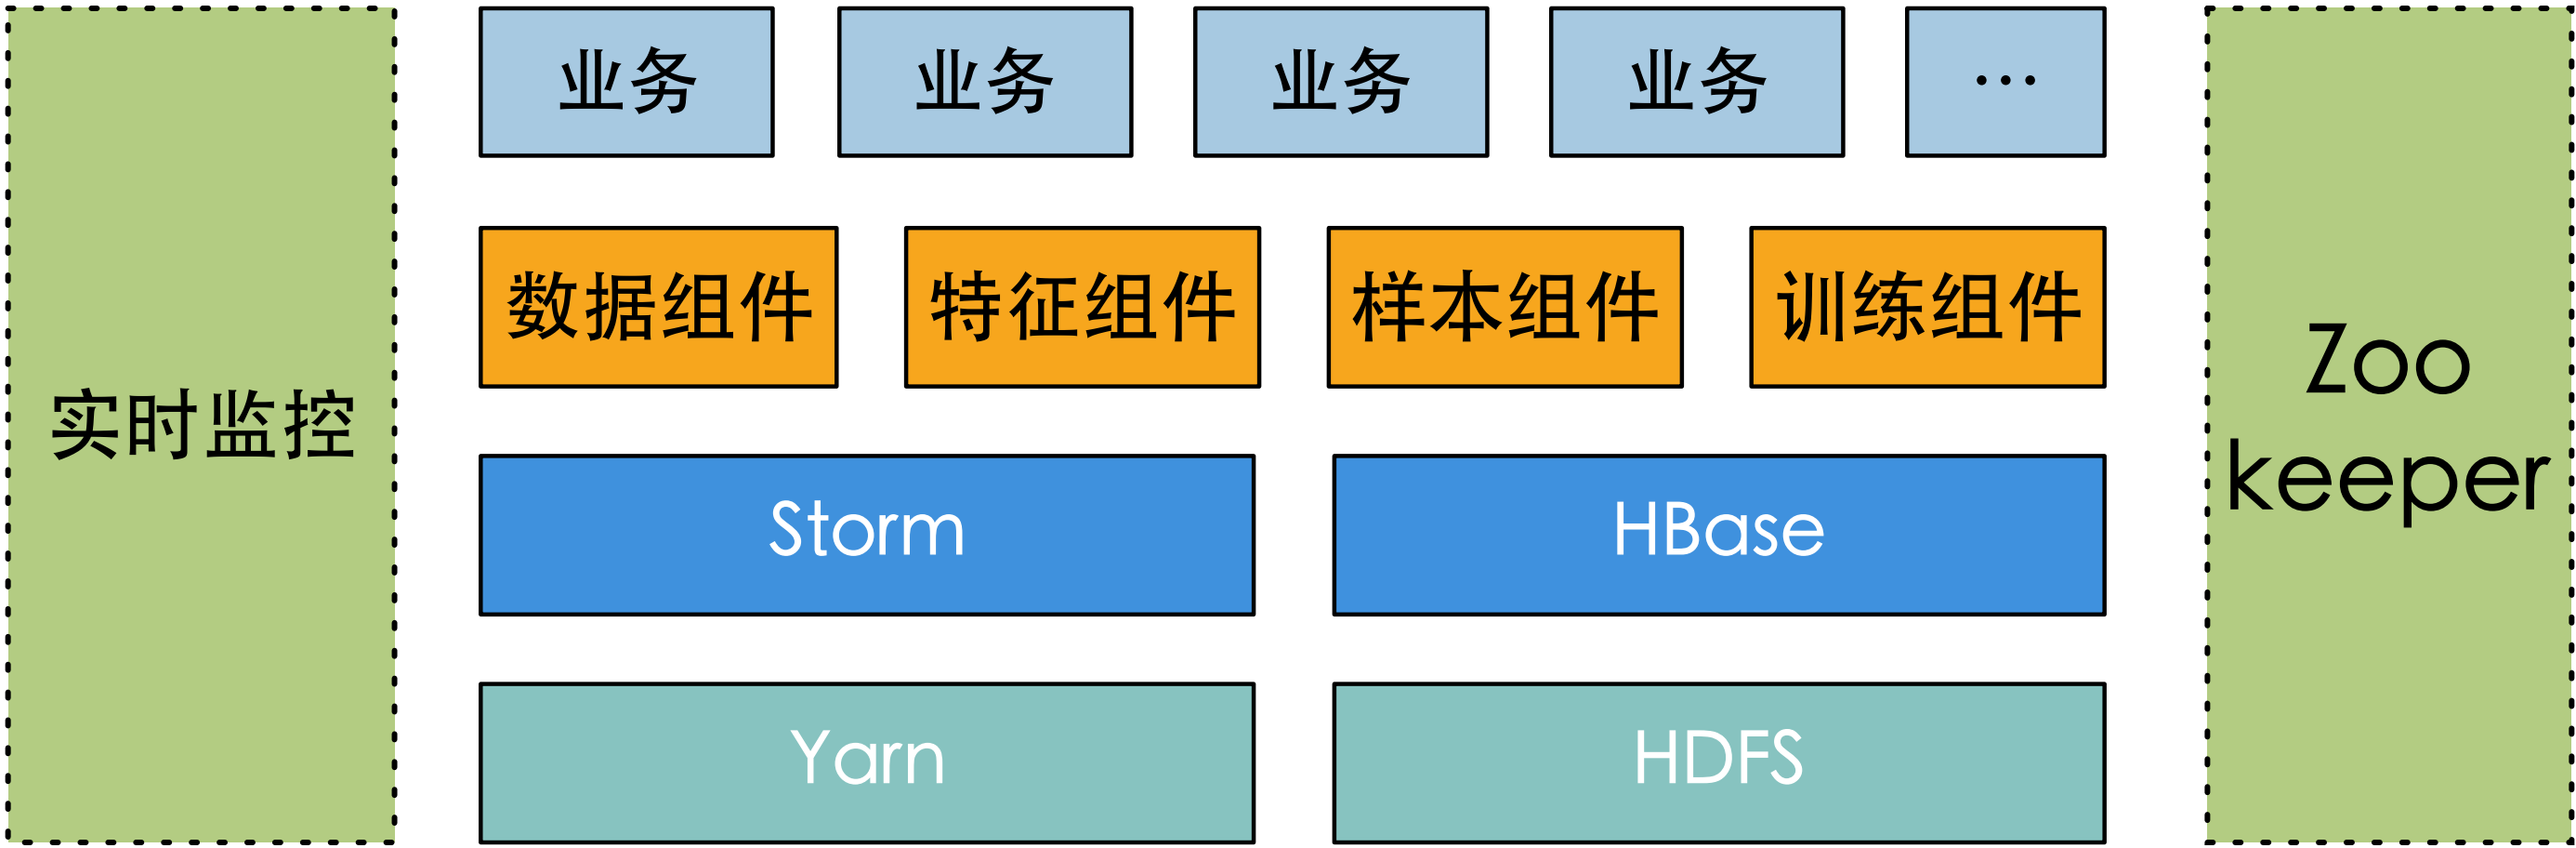 实时监控
业务
业务
业务
业务
...
数据组件
特征组件
样本组件
训练组件
Storm
HBase
Yarn
HDFS
Zoo
keeper